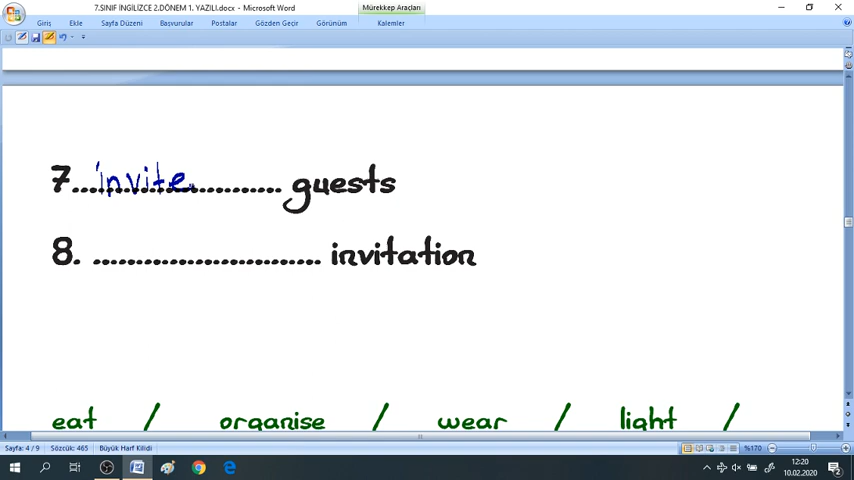 7.SINIF İNGİLİZCE 2.DÖNEM 1. YAZILI.docx - Microsoft Word
Mürekkep Araçları
Giriş Ekle Sayfa Düzeni Başvurular Postalar Gözden Geçir Görünüm Kalemler
7....invite.................... guests
8. .......................... invitation
eat / organise / wear / light /
Sayfa: 4 / 9 Sözcük: 465 Büyük Harf Kilidi %170
12:20
10.02.2020
2